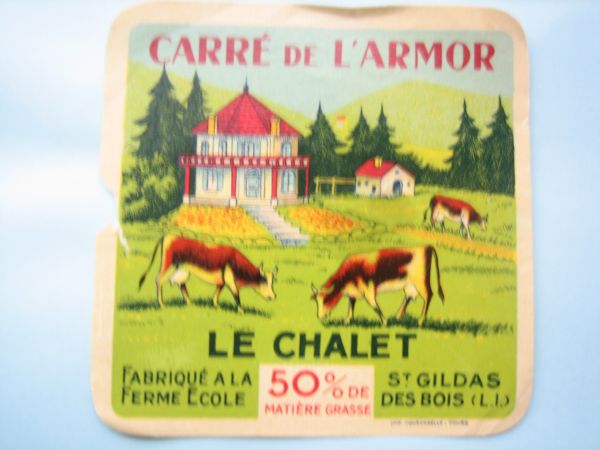 CARRÉ DE L'ARMOR
LE CHALET
FABRIQUÉ A LA
FERME ECOLE
50% DE
MATIÈRE GRASSE
ST GILDAS
DES BOIS (L.I.)